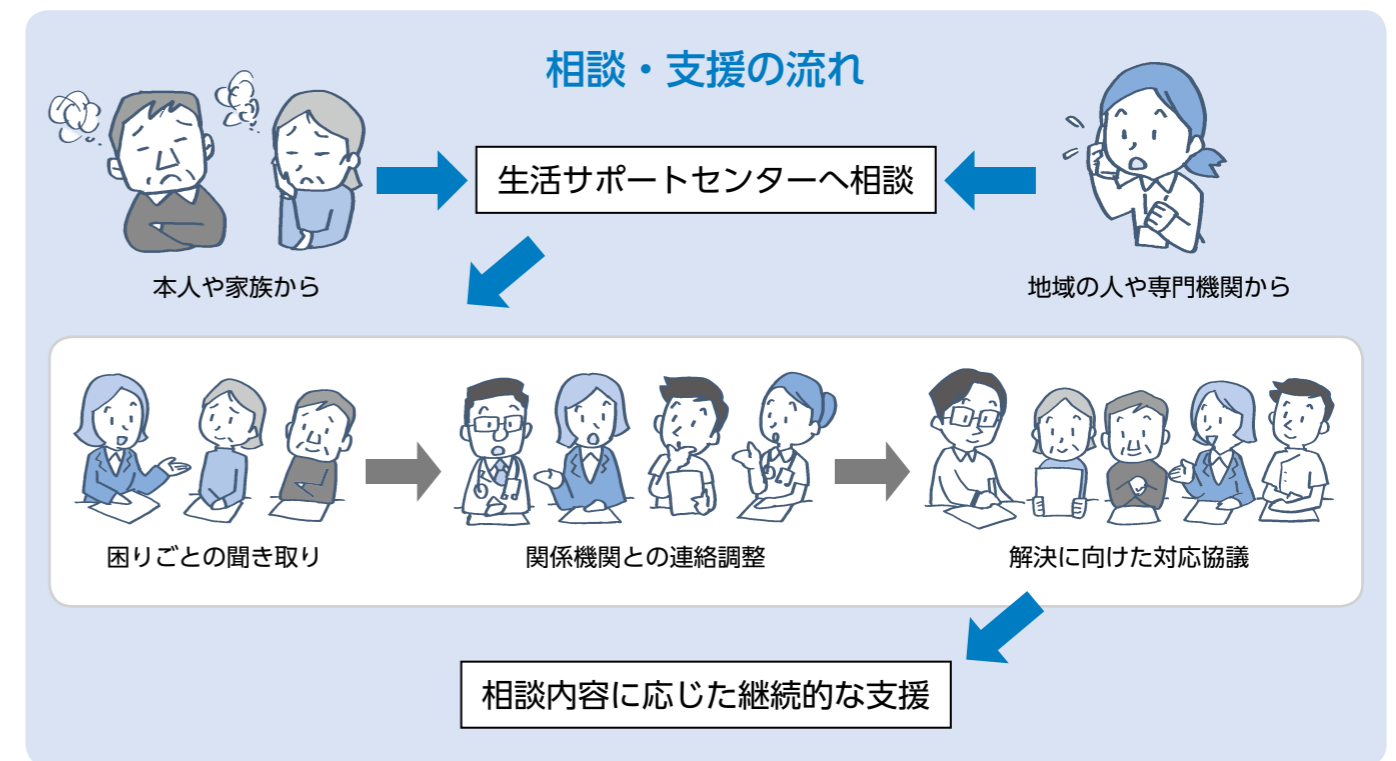 相談・支援の流れ
生活サポートセンターへ相談
本人や家族から
地域の人や専門機関から
困りごとの聞き取り
関係機関との連絡調整
解決に向けた対応協議
相談内容に応じた継続的な支援